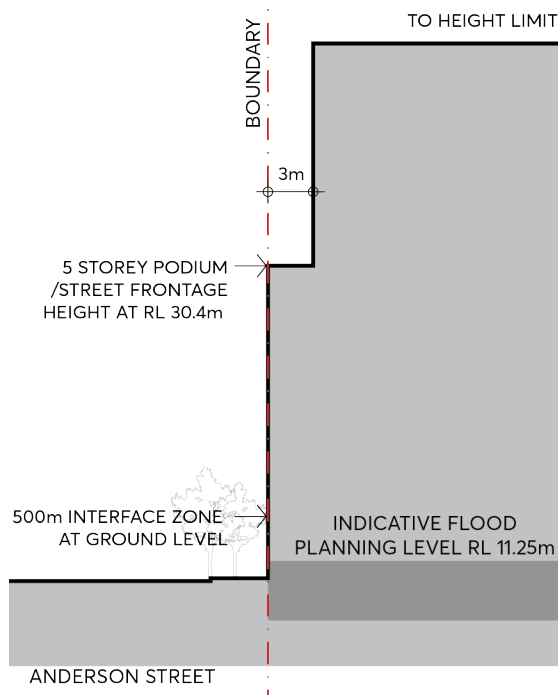 TO HEIGHT LIMIT
BOUNDARY
3m
5 STOREY PODIUM
/STREET FRONTAGE
HEIGHT AT RL 30.4m
500m INTERFACE ZONE
AT GROUND LEVEL
INDICATIVE FLOOD
PLANNING LEVEL RL 11.25m
ANDERSON STREET